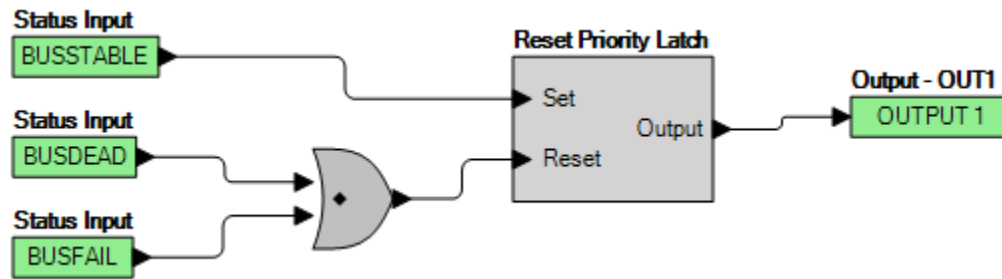 Status Input
BUSSTABLE
Reset Priority Latch
Set
Reset
Output
Output - OUT1
OUTPUT 1
Status Input
BUSDEAD
Status Input
BUSFAIL